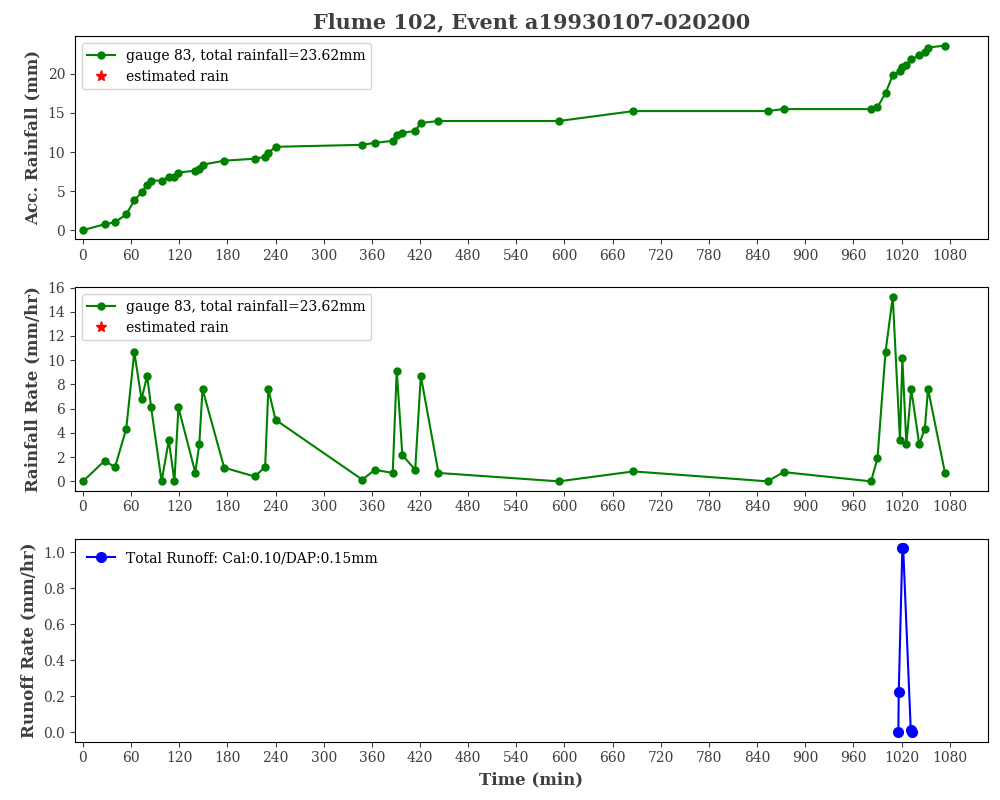 Flume 102, Event a19930107-020200
Acc. Rainfall (mm)
20
15
10
5
0
gauge 83, total rainfall=23.62mm
estimated rain
0 60 120 180 240 300 360 420 480 540 600 660 720 780 840 900 960 1020 1080
Rainfall Rate (mm/hr)
16
14
12
10
8
6
4
2
0
gauge 83, total rainfall=23.62mm
estimated rain
0 60 120 180 240 300 360 420 480 540 600 660 720 780 840 900 960 1020 1080
Runoff Rate (mm/hr)
1.0
0.8
0.6
0.4
0.2
0.0
Total Runoff: Cal:0.10/DAP:0.15mm
0 60 120 180 240 300 360 420 480 540 600 660 720 780 840 900 960 1020 1080
Time (min)